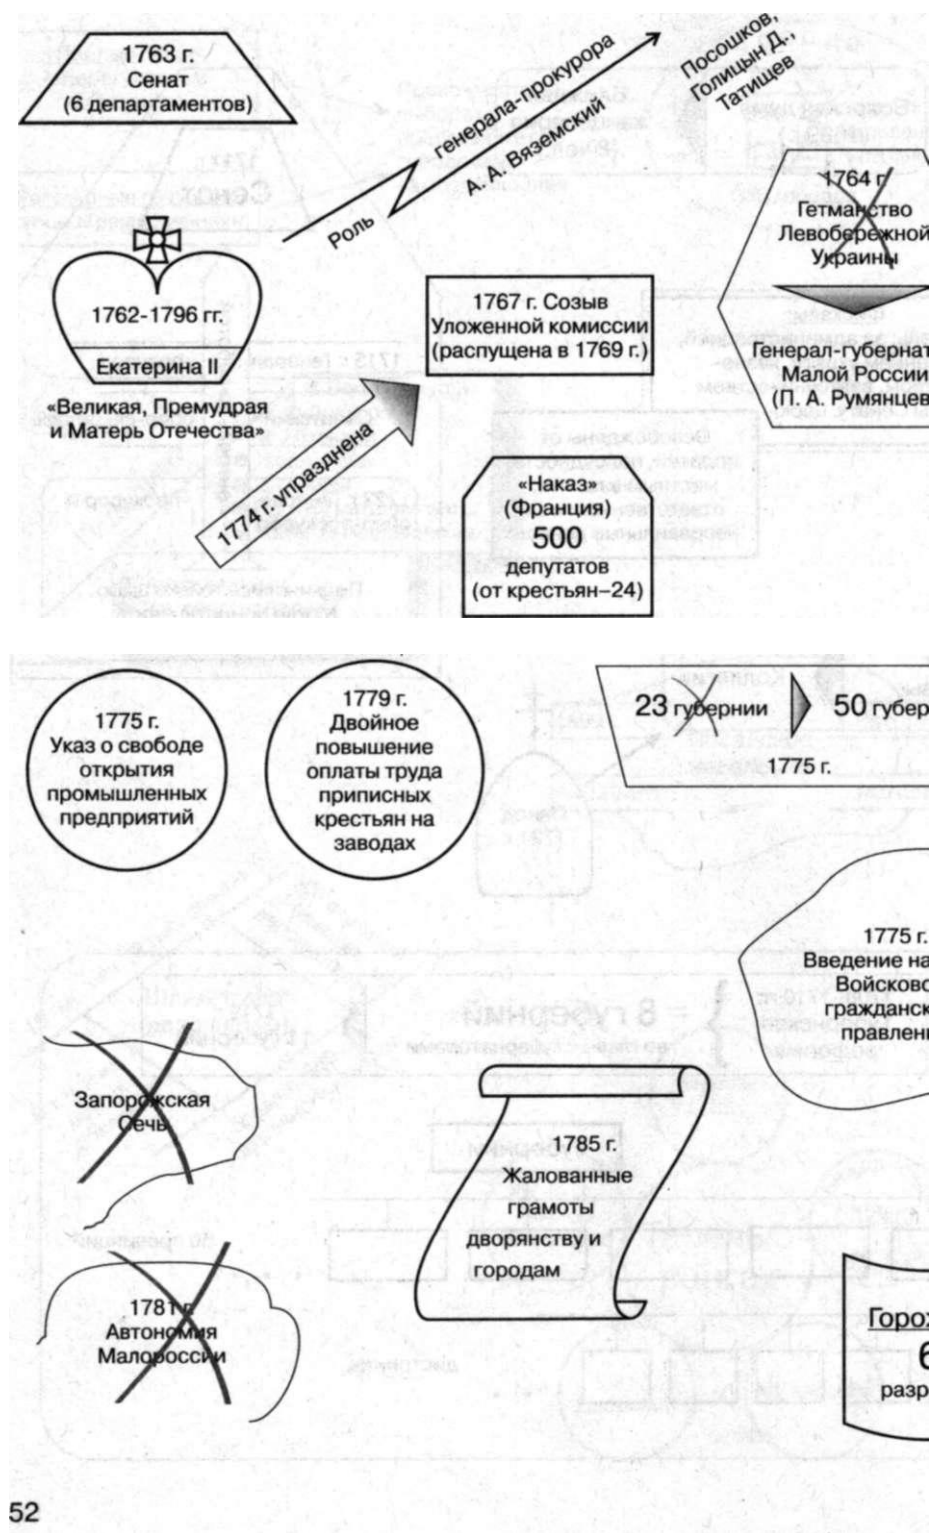 1763 г.
Сенат
(6 департаментов)
Роль генерала-прокурора
А. А. Вяземский
Посошков,
Голицын Д.,
Татищев
1764 г.
Гетманство
Левобережной
Украины
Генерал-губернат
Малой России
(П. А. Румянцев
1762-1796 гг.
Екатерина II
«Великая, Премудрая
и Матерь Отечества»
1767 г. Созыв
Уложенной комиссии
(распущена в 1769 г.)
1774 г. упразднена
«Наказ»
(Франция)
500
депутатов
(от крестьян–24)
1775 г.
Указ о свободе
открытия
промышленных
предприятий
1779 г.
Двойное
повышение
оплаты труда
приписных
крестьян на
заводах
23 губернии 50 губер
1775 г.
1775 г.
Введение на
Войсково
гражданск
правлени
Запорожская
Сечь
1785 г.
Жалованные
грамоты
дворянству и
городам
1781 г.
Автономия
Малороссии
Горо
разр
52